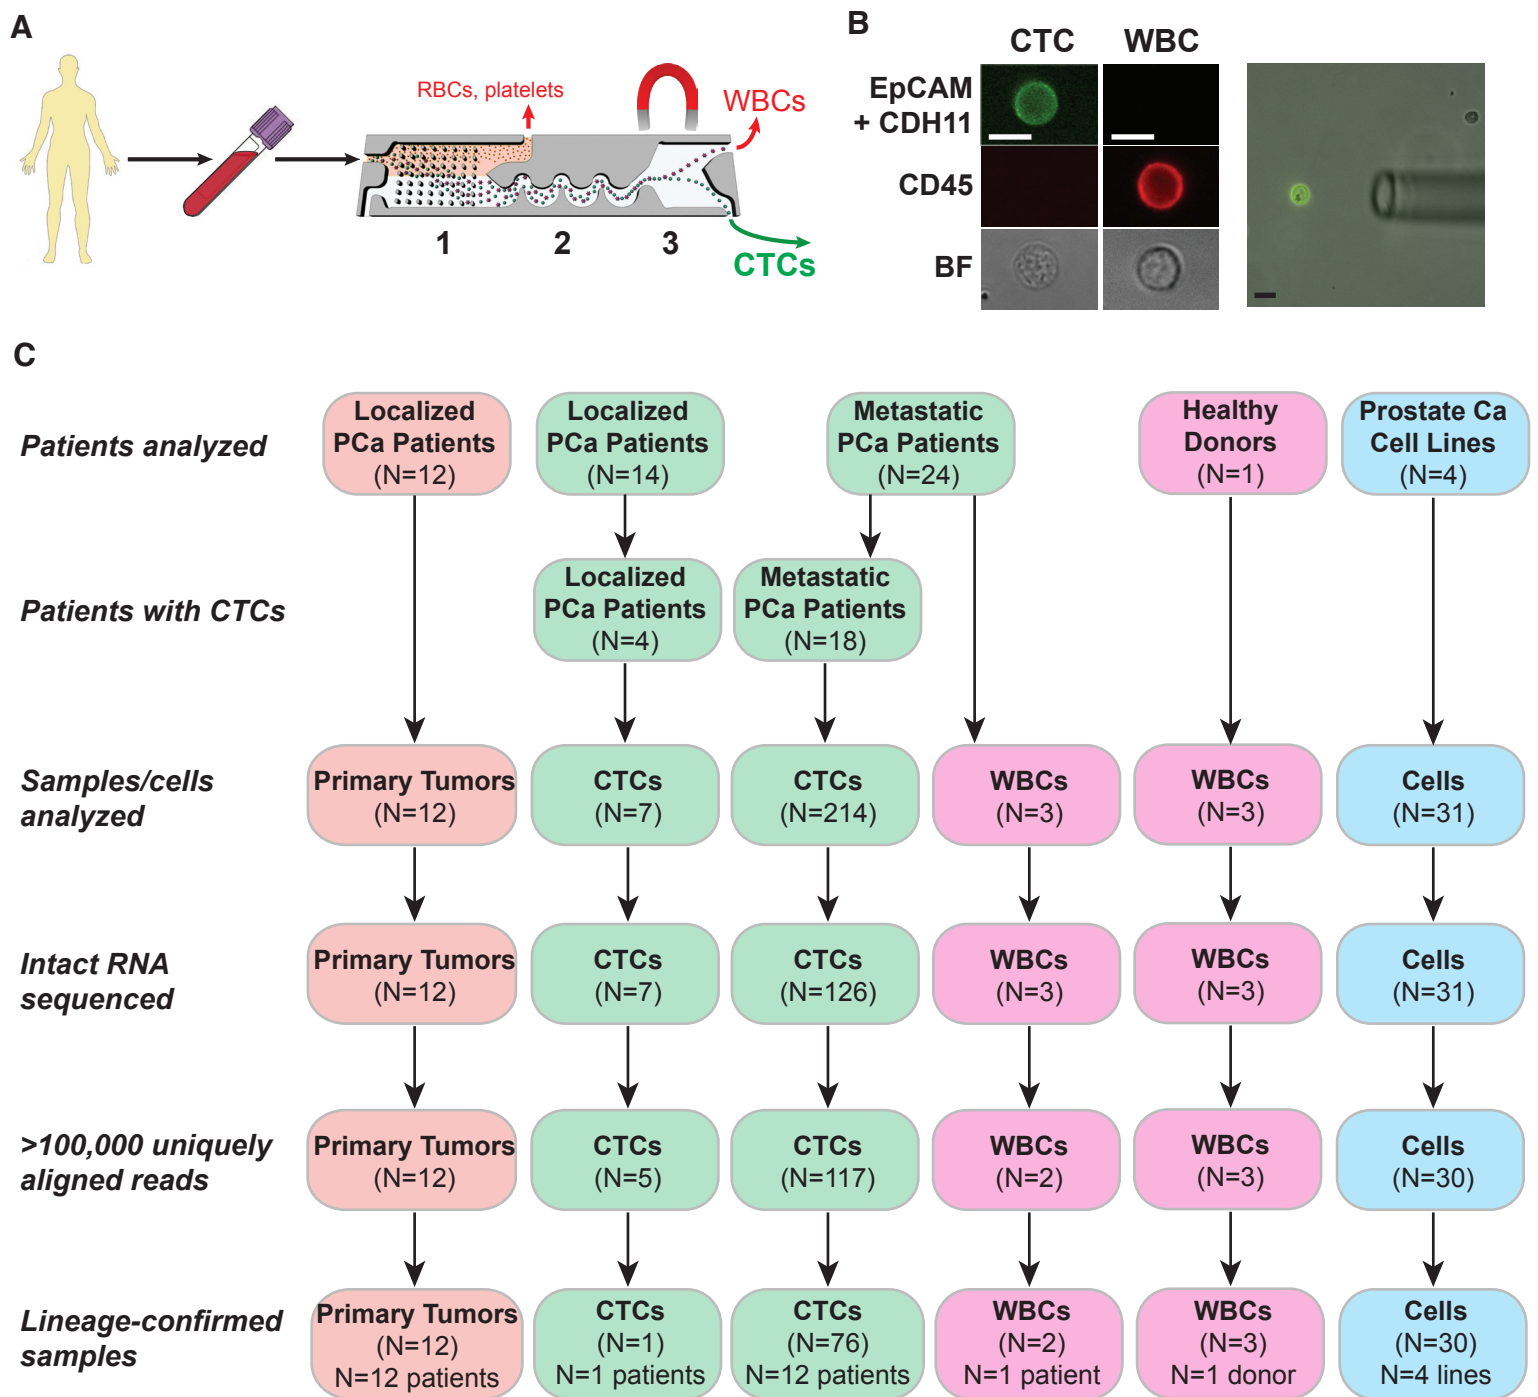 A
RBCs, platelets
WBCs
1 2 3
CTCs
B
CTC WBC
EpCAM
+ CDH11
CD45
BF
C
Patients analyzed
Localized
PCa Patients
(N=12)
Localized
PCa Patients
(N=14)
Metastatic
PCa Patients
(N=24)
Healthy
Donors
(N=1)
Prostate Ca
Cell Lines
(N=4)
Patients with CTCs
Localized
PCa Patients
(N=4)
Metastatic
PCa Patients
(N=18)
Samples/cells
analyzed
Primary Tumors
(N=12)
CTCs
(N=7)
CTCs
(N=214)
WBCs
(N=3)
WBCs
(N=3)
Cells
(N=31)
Intact RNA
sequenced
Primary Tumors
(N=12)
CTCs
(N=7)
CTCs
(N=126)
WBCs
(N=3)
WBCs
(N=3)
Cells
(N=31)
>100,000 uniquely
aligned reads
Primary Tumors
(N=12)
CTCs
(N=5)
CTCs
(N=117)
WBCs
(N=2)
WBCs
(N=3)
Cells
(N=30)
Lineage-confirmed
samples
Primary Tumors
(N=12)
N=12 patients
CTCs
(N=1)
N=1 patients
CTCs
(N=76)
N=12 patients
WBCs
(N=2)
N=1 patient
WBCs
(N=3)
N=1 donor
Cells
(N=30)
N=4 lines